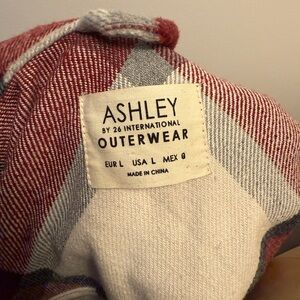 ASHLEY
BY 26 INTERNATIONAL
OUTERWEAR
EUR L USA L MEX G
MADE IN CHINA